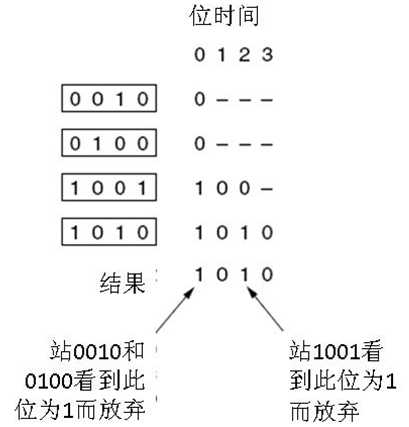 位时间
0 1 2 3
0 0 1 0 0 – – –
0 1 0 0 0 – – –
1 0 0 1 1 0 0 –
1 0 1 0 1 0 1 0
结果 1 0 1 0
站0010和
0100看到此
位为1而放弃
站1001看
到此位为1
而放弃